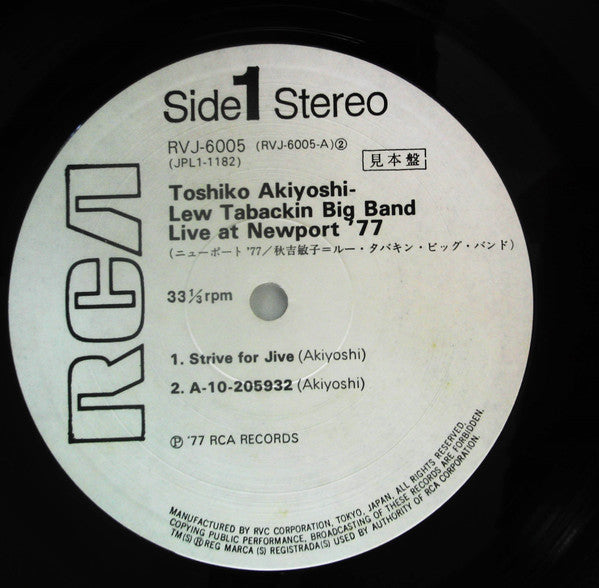 Side 1 Stereo
RVJ-6005 (RVJ-6005-A)②
(JPL1-1182)
見本盤
Toshiko Akiyoshi-
Lew Tabackin Big Band
Live at Newport '77
(ニューポート '77/秋吉敏子=ルー・タバキン・ビッグ・バンド)
RCA
33⅓ rpm
1. Strive for Jive (Akiyoshi)
2. A-10-205932 (Akiyoshi)
Ⓟ '77 RCA RECORDS
MANUFACTURED BY RVC CORPORATION, TOKYO, JAPAN, ALL RIGHTS RESERVED.
COPYING PUBLIC PERFORMANCE, BROADCASTING OF THESE RECORDS ARE FORBIDDEN.
TM(S) ® REG MARCA (S) REGISTRADA(S) USED BY AUTHORITY OF RCA CORPORATION.